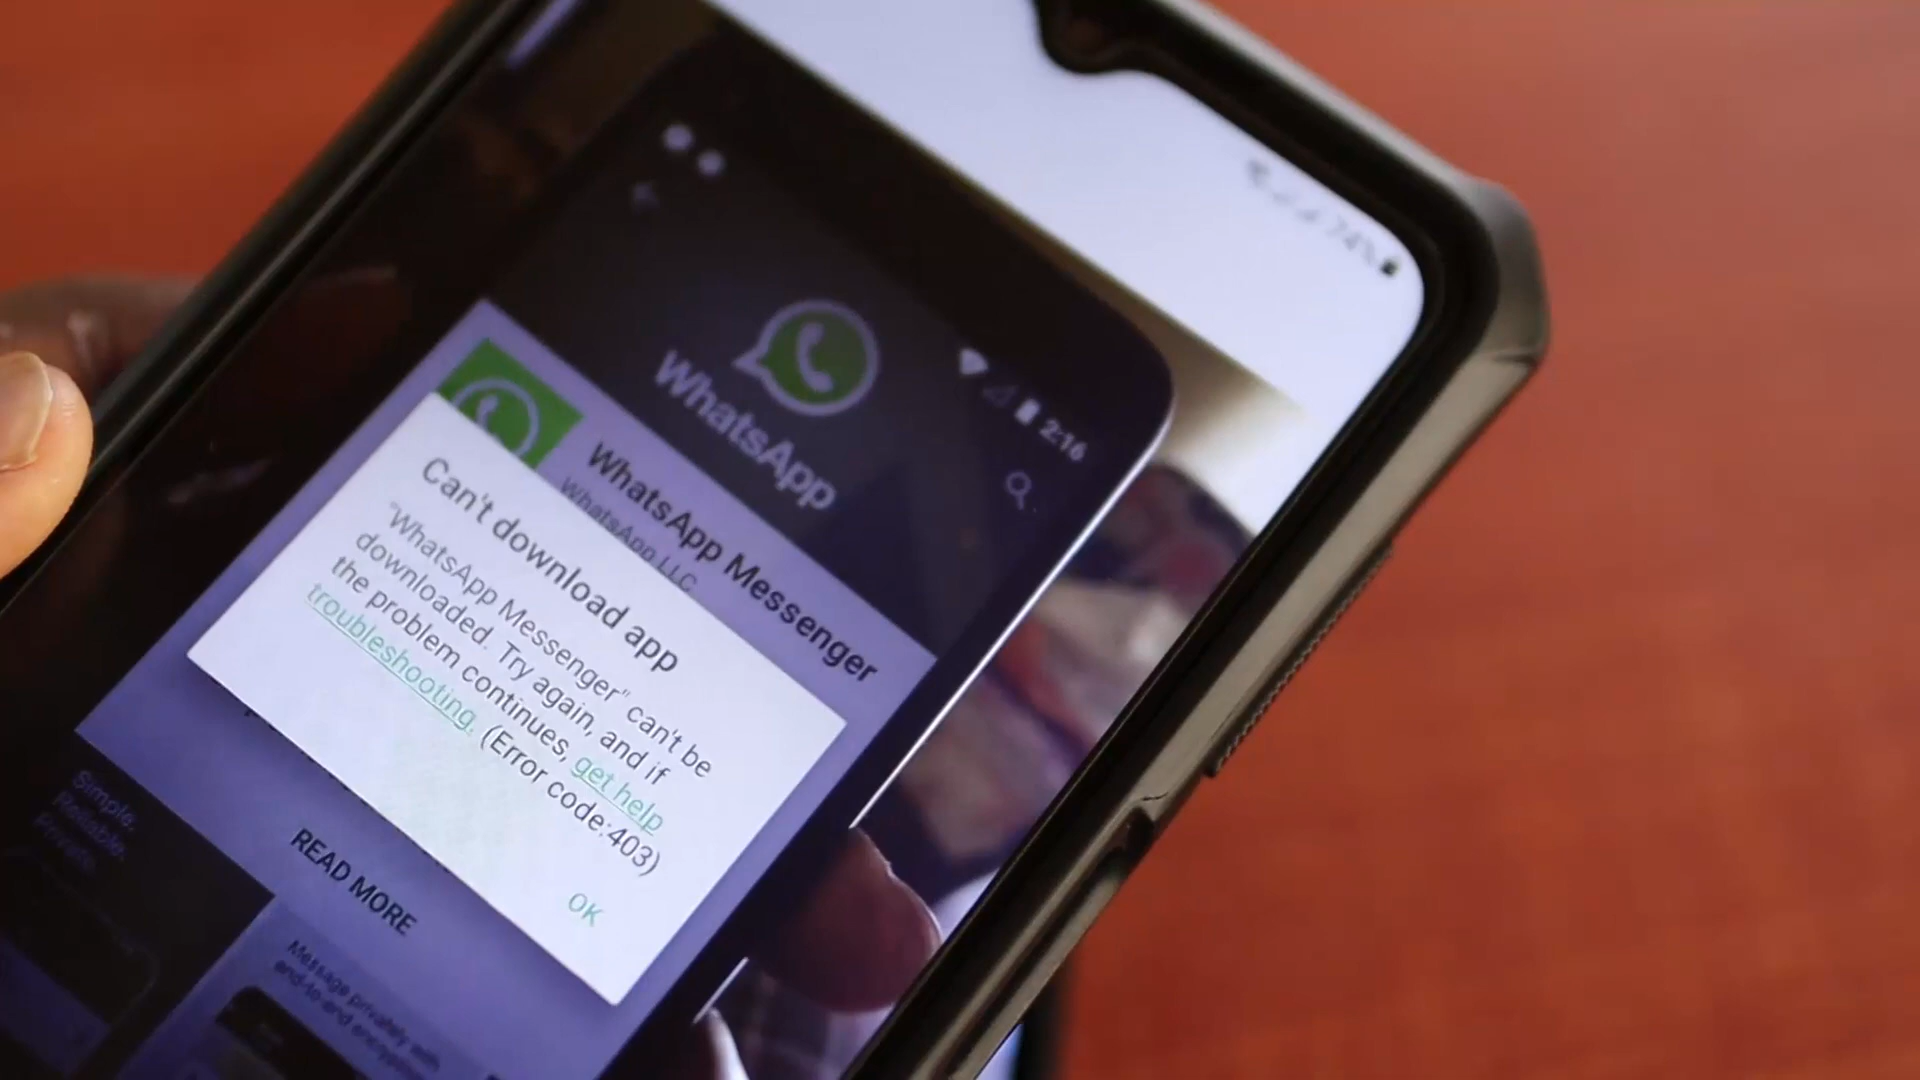 74%
2:16
WhatsApp
WhatsApp Messenger
WhatsApp LLC
Can't download app
"WhatsApp Messenger" can't be
downloaded. Try again, and if
the problem continues, get help
troubleshooting. (Error code:403)
OK
READ MORE
Simple.
Reliable.
Private.
Message privately with
end-to-end